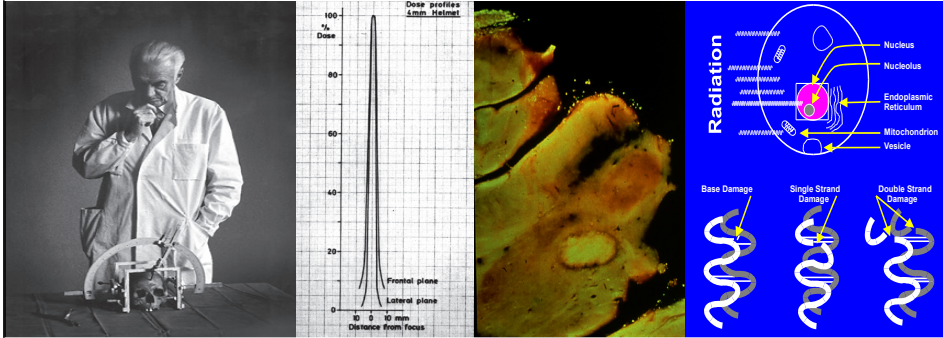 Dose profiles
4mm Helmet
100
%
Dose
80
60
40
20
0
Frontal plane
Lateral plane
10 0 10 mm
Distance from focus
Radiation
Nucleus
Nucleolus
Endoplasmic
Reticulum
Mitochondrion
Vesicle
Base Damage
Single Strand
Damage
Double Strand
Damage